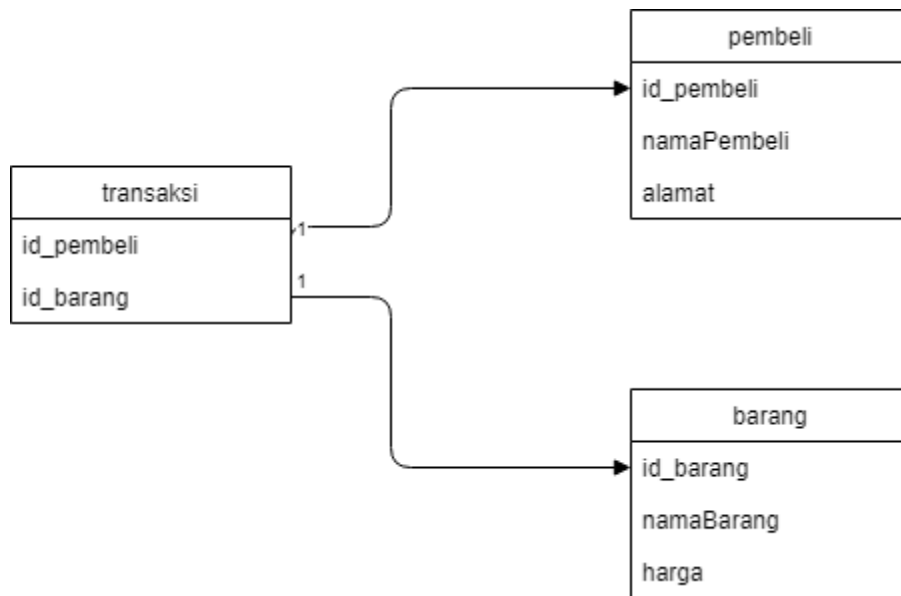 pembeli
id_pembeli
namaPembeli
alamat
transaksi
id_pembeli
id_barang
1
1
barang
id_barang
namaBarang
harga